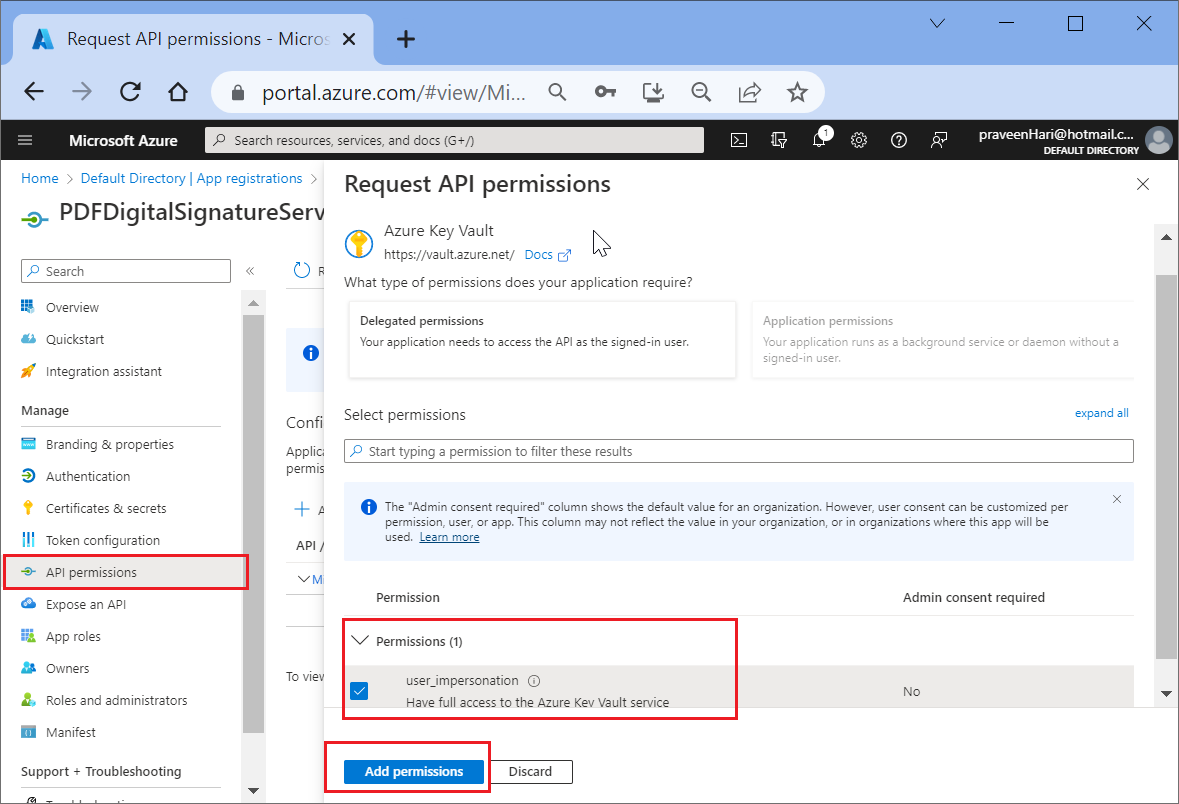 Request API permissions - Micros
portal.azure.com/#view/Mi...
Microsoft Azure
Search resources, services, and docs (G+/)
1
praveenHari@hotmail.c...
DEFAULT DIRECTORY
Home > Default Directory | App registrations >
PDFDigitalSignatureServ
Search
«
Overview
Quickstart
Integration assistant
Manage
Branding & properties
Authentication
Certificates & secrets
Token configuration
API permissions
Expose an API
App roles
Owners
Roles and administrators
Manifest
Support + Troubleshooting
R
Confi
Applica
permis
API /
Mi
To view
Request API permissions
Azure Key Vault
https://vault.azure.net/ Docs
What type of permissions does your application require?
Delegated permissions
Your application needs to access the API as the signed-in user.
Application permissions
Your application runs as a background service or daemon without a
signed-in user.
Select permissions
expand all
Start typing a permission to filter these results
The "Admin consent required" column shows the default value for an organization. However, user consent can be customized per
permission, user, or app. This column may not reflect the value in your organization, or in organizations where this app will be
used. Learn more
Permission
Admin consent required
Permissions (1)
user_impersonation
Have full access to the Azure Key Vault service
No
Add permissions
Discard